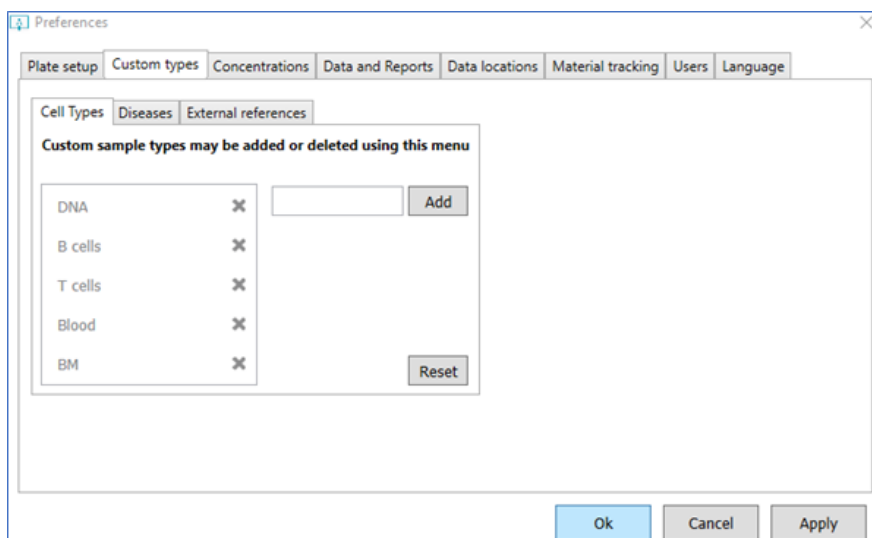 Preferences
Plate setup Custom types Concentrations Data and Reports Data locations Material tracking Users Language
Cell Types Diseases External references
Custom sample types may be added or deleted using this menu
DNA Add
B cells
T cells
Blood
BM
Reset
Ok Cancel Apply